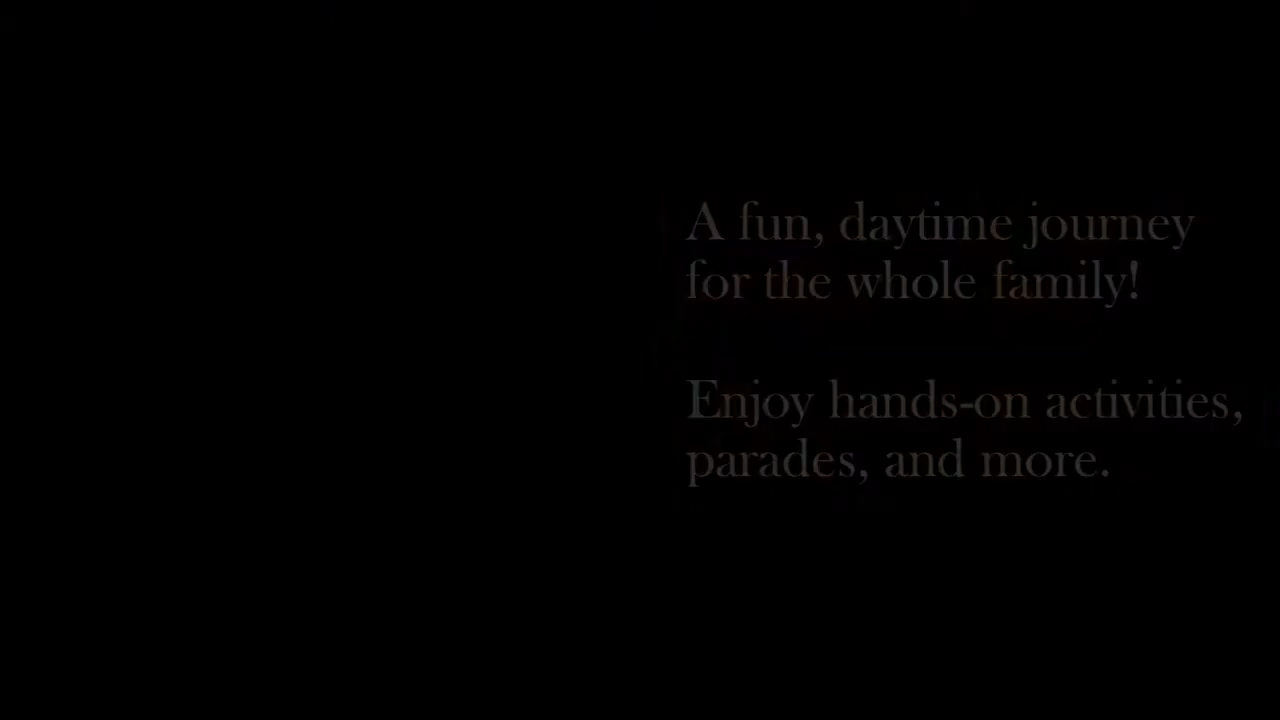 A fun, daytime journey
for the whole family!
Enjoy hands-on activities,
parades, and more.